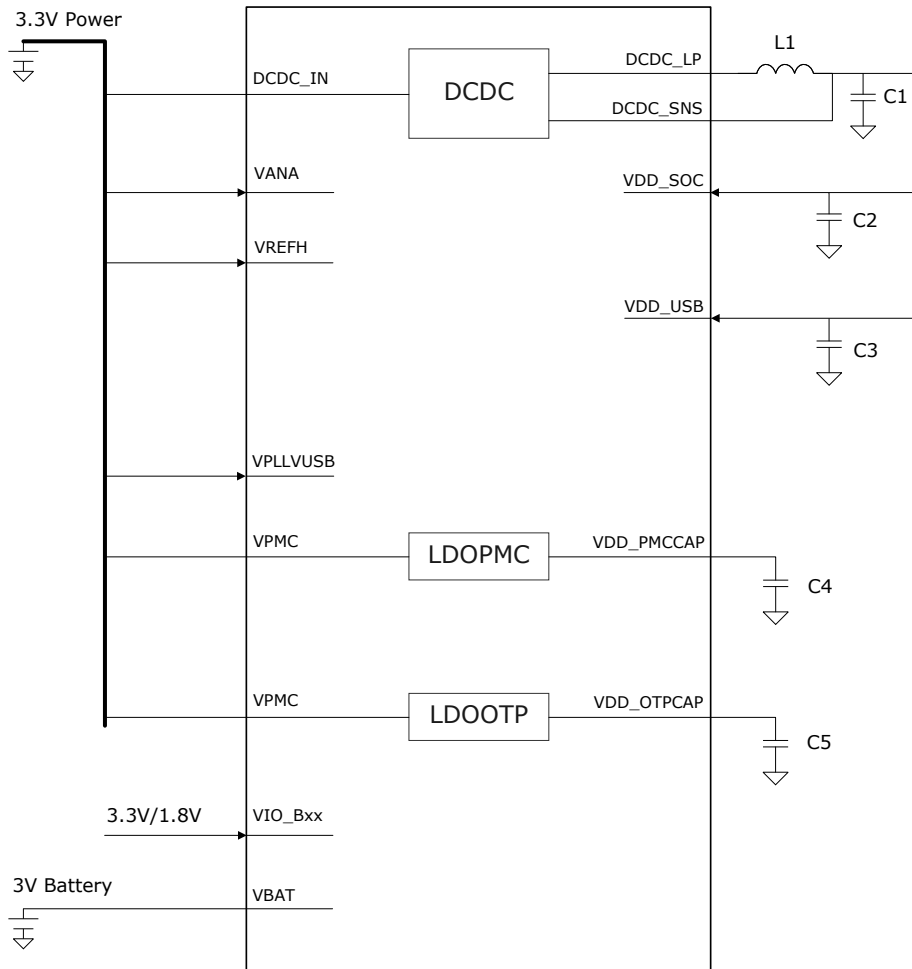 3.3V Power
L1
DCDC_LP
DCDC_IN
DCDC
C1
DCDC_SNS
VANA
VDD_SOC
C2
VREFH
VDD_USB
C3
VPLLVUSB
VPMC
LDOPMC
VDD_PMCCAP
C4
VPMC
LDOOTP
VDD_OTPCAP
C5
3.3V/1.8V
VIO_Bxx
3V Battery
VBAT